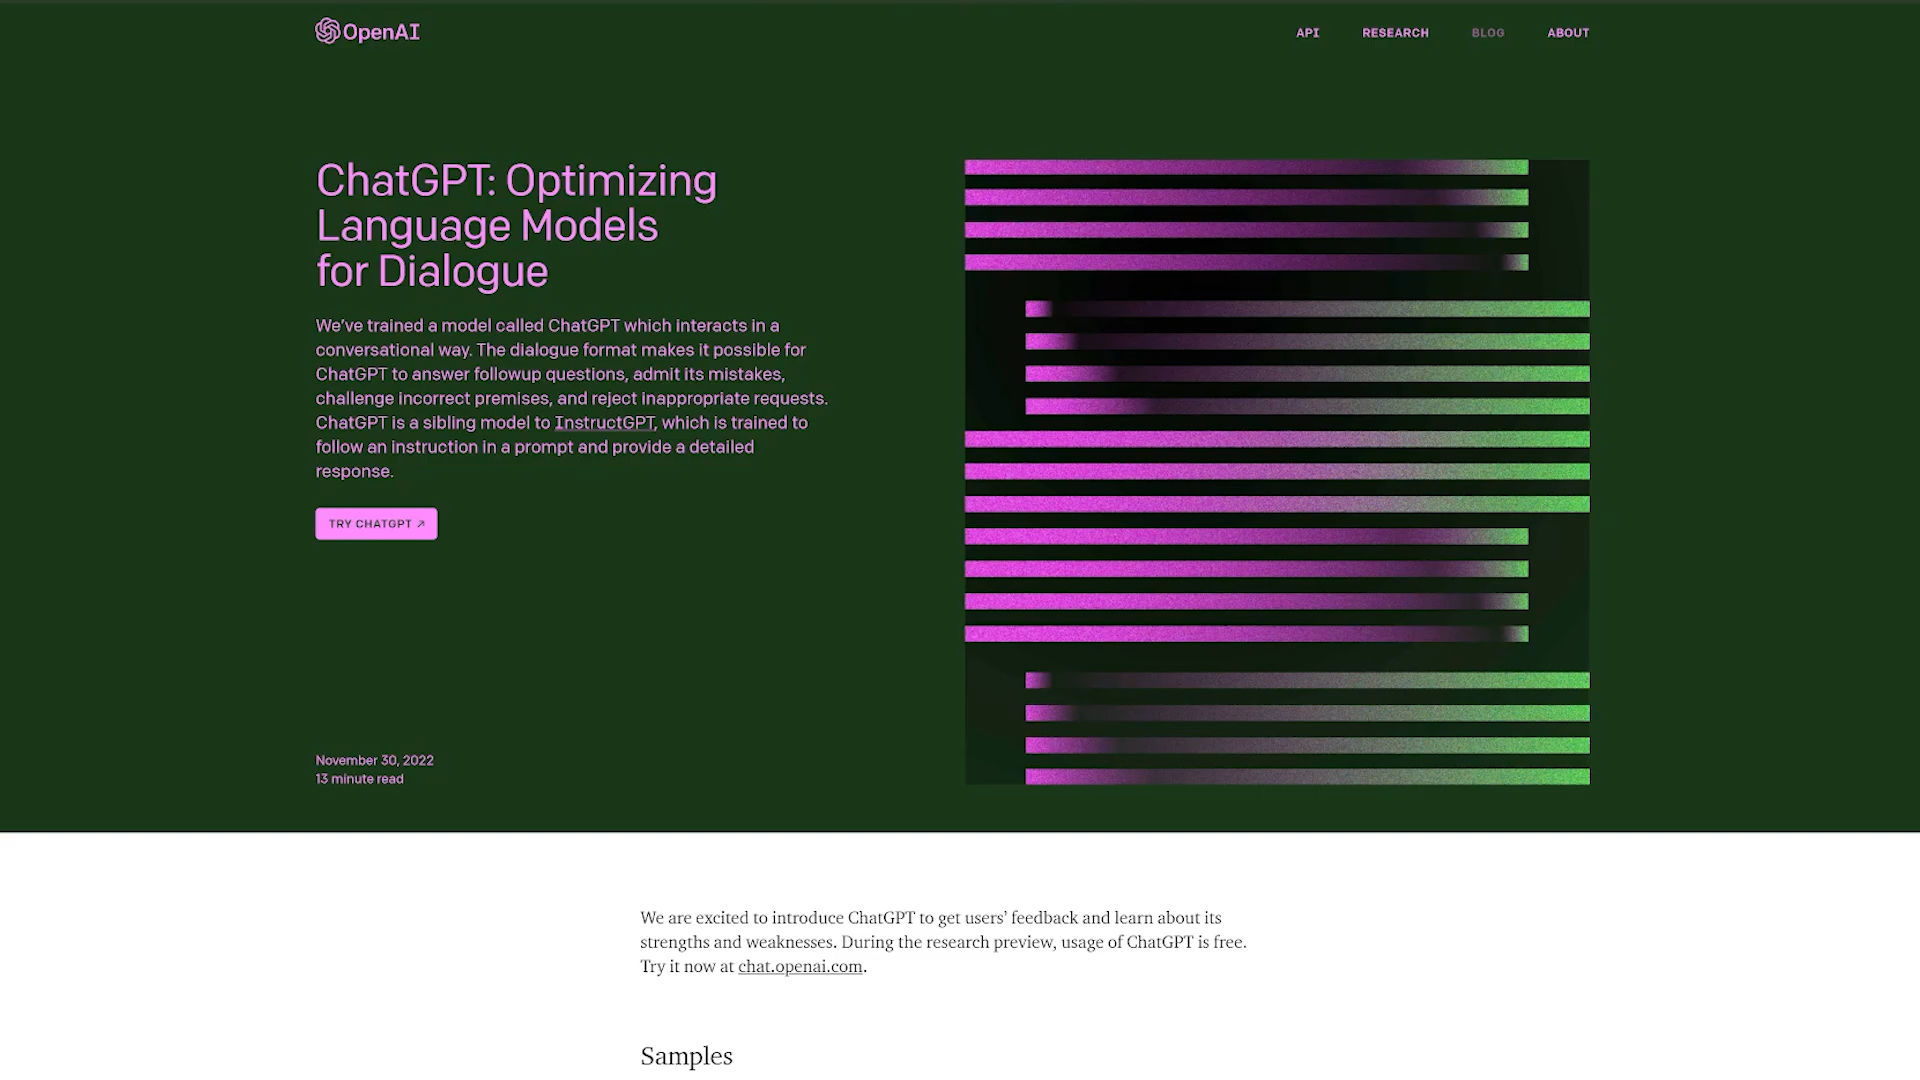 OpenAI
API
RESEARCH
BLOG
ABOUT
ChatGPT: Optimizing
Language Models
for Dialogue
We’ve trained a model called ChatGPT which interacts in a
conversational way. The dialogue format makes it possible for
ChatGPT to answer followup questions, admit its mistakes,
challenge incorrect premises, and reject inappropriate requests.
ChatGPT is a sibling model to InstructGPT, which is trained to
follow an instruction in a prompt and provide a detailed
response.
TRY CHATGPT ↗
November 30, 2022
13 minute read
We are excited to introduce ChatGPT to get users’ feedback and learn about its
strengths and weaknesses. During the research preview, usage of ChatGPT is free.
Try it now at chat.openai.com.
Samples